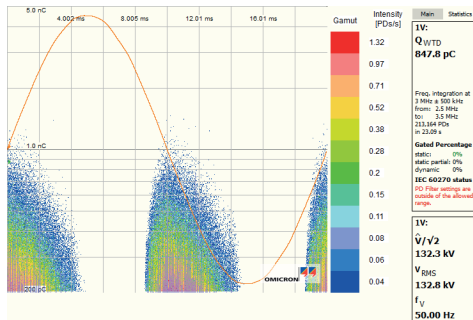 5.0 nC
4.002 ms
8.005 ms
12.01 ms
16.01 ms
1.0 nC
200 pC
OMICRON
Gamut
Intensity
[PDs/s]
1.32
0.97
0.71
0.52
0.38
0.28
0.2
0.15
0.11
0.08
0.06
0.04
Main Statistics
1V:
Q WTD
847.8 pC
Freq. integration at
3 MHz ± 500 kHz
from: 2.5 MHz
to: 3.5 MHz
213,164 PDs
in 23.09 s
Gated Percentage
static: 0%
static partial: 0%
dynamic 0%
IEC 60270 status
PD Filter settings are
outside of the allowed
range.
1V:
V̂/√2
132.3 kV
V RMS
132.8 kV
f V
50.00 Hz